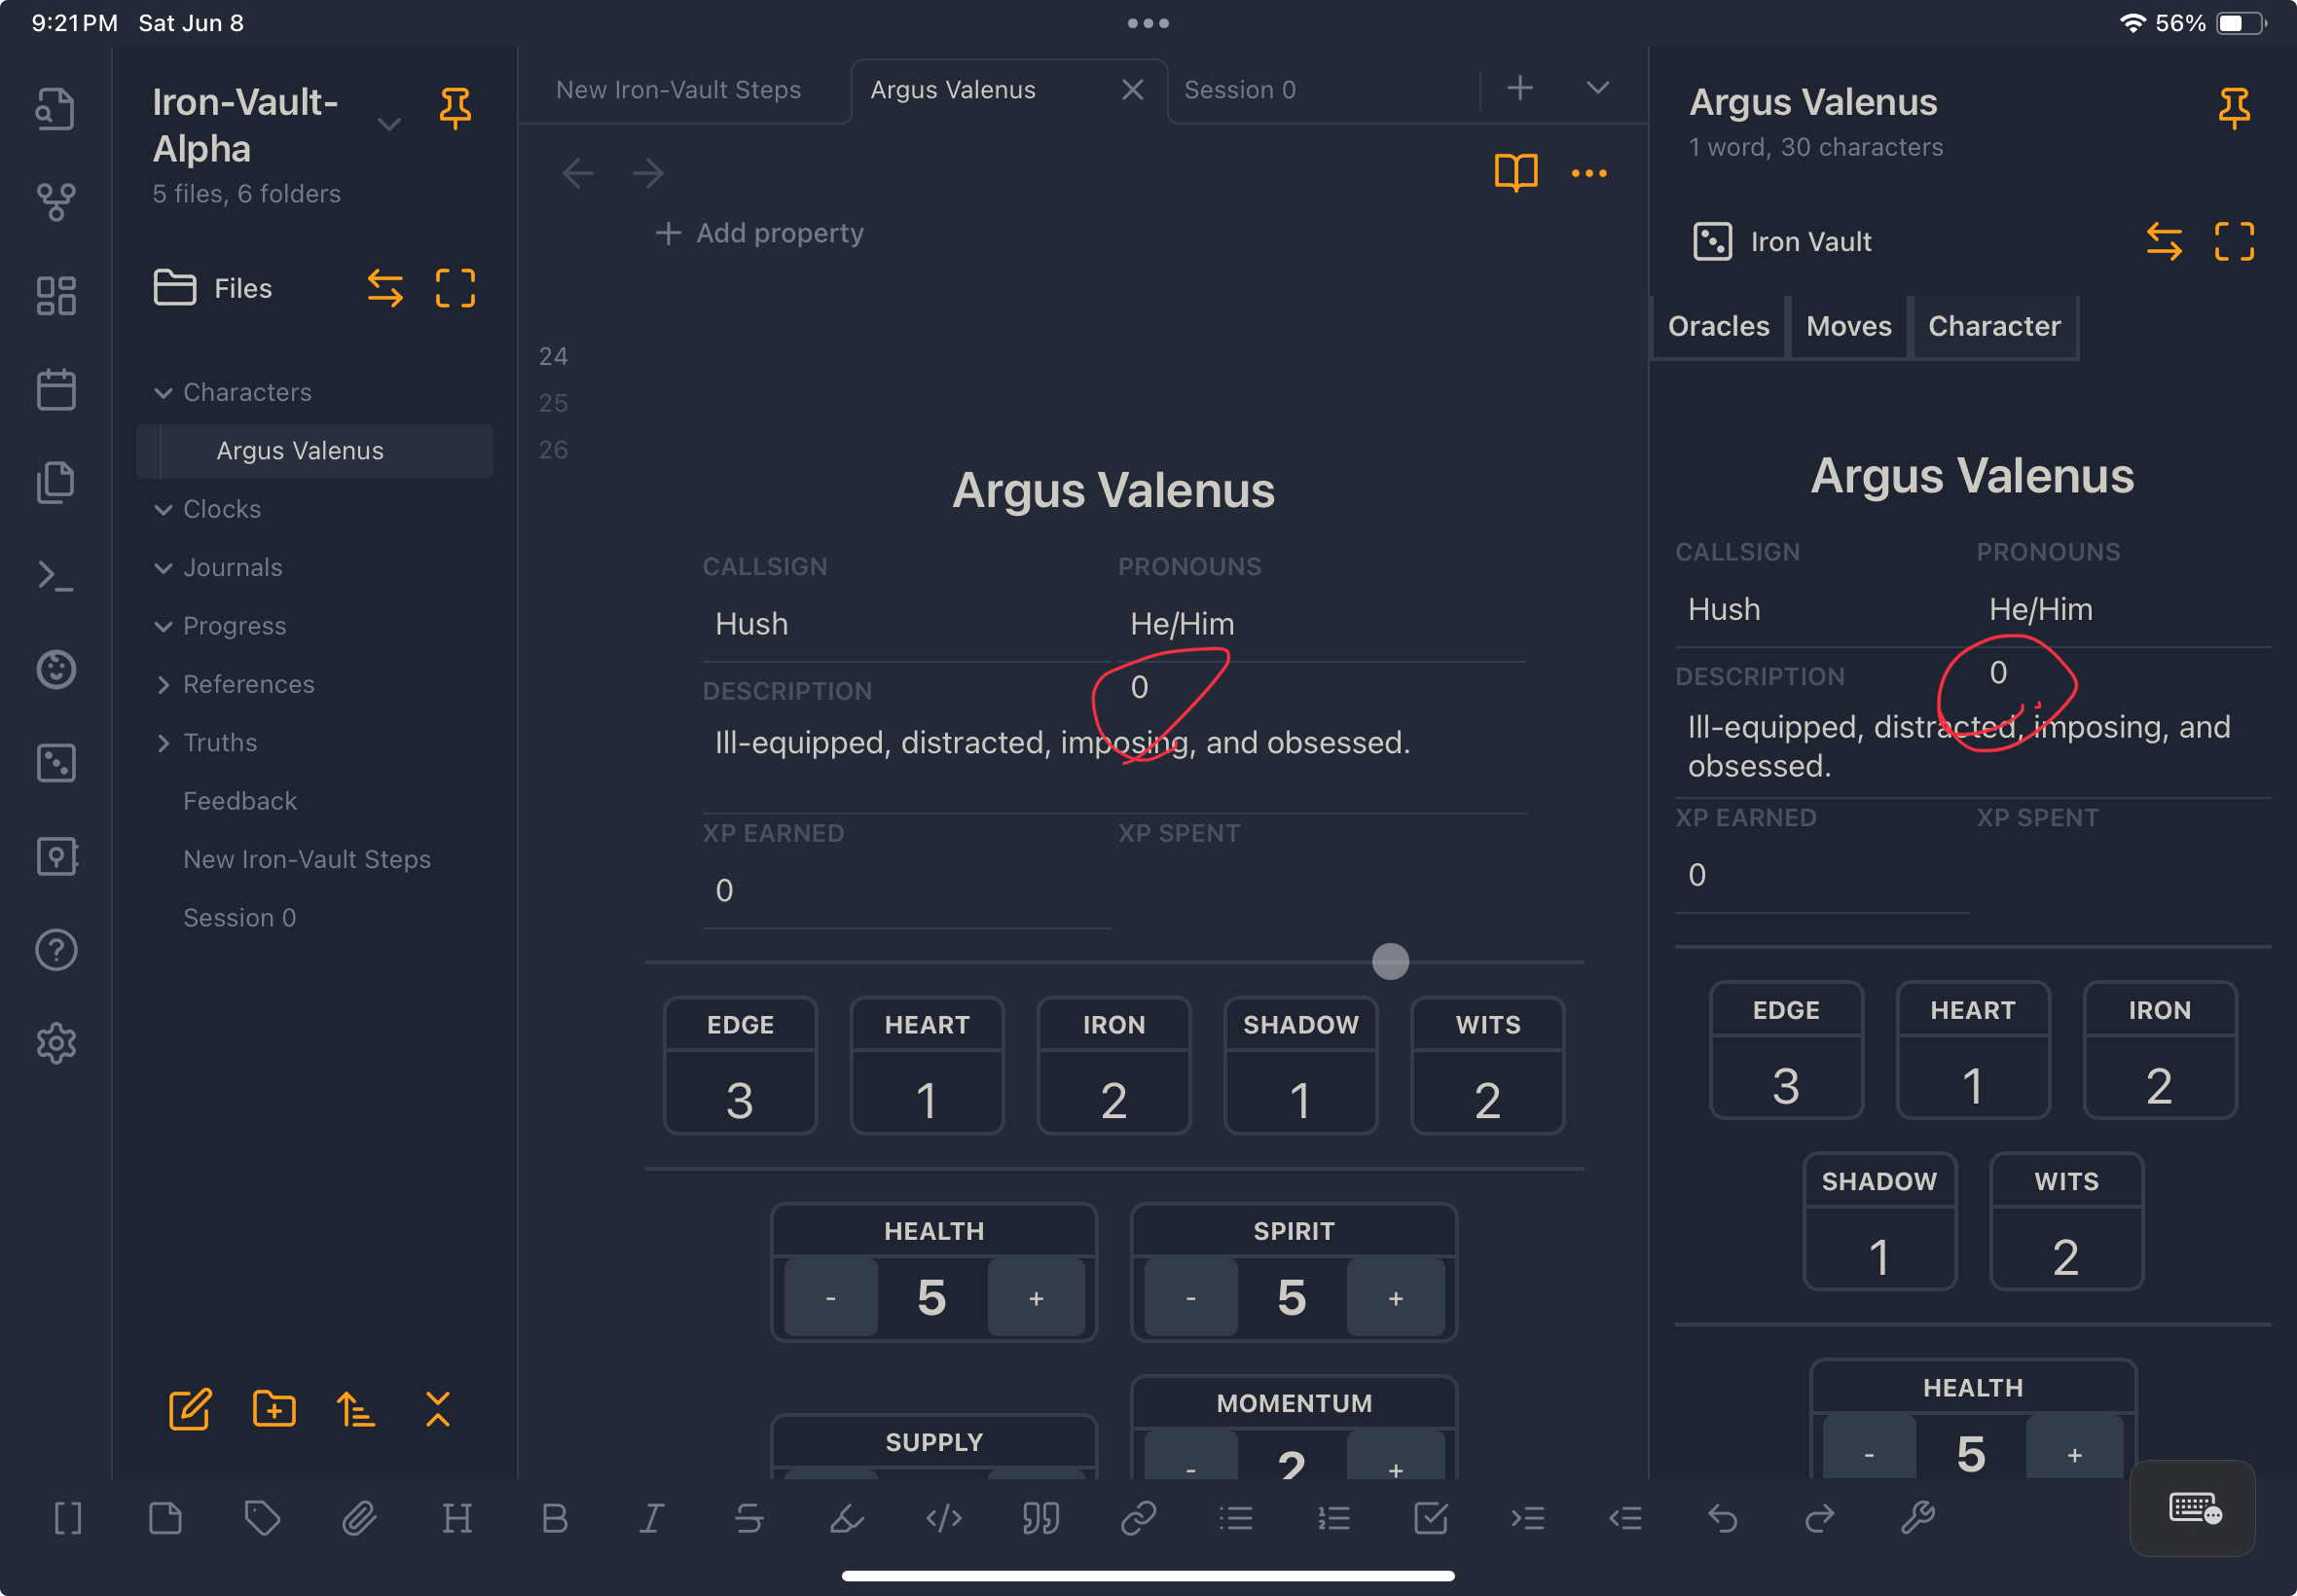 9:21PM Sat Jun 8
56%
Iron-Vault-
Alpha
5 files, 6 folders
Files
Characters
Argus Valenus
Clocks
Journals
Progress
References
Truths
Feedback
New Iron-Vault Steps
Session 0
New Iron-Vault Steps
Argus Valenus
Session 0
+ Add property
24
25
26
Argus Valenus
CALLSIGN PRONOUNS
Hush He/Him
DESCRIPTION 0
Ill-equipped, distracted, imposing, and obsessed.
XP EARNED XP SPENT
0
EDGE HEART IRON SHADOW WITS
3 1 2 1 2
HEALTH SPIRIT
- 5 + - 5 +
SUPPLY MOMENTUM
- 2 +
Argus Valenus
1 word, 30 characters
Iron Vault
Oracles Moves Character
Argus Valenus
CALLSIGN PRONOUNS
Hush He/Him
DESCRIPTION 0
Ill-equipped, distracted, imposing, and
obsessed.
XP EARNED XP SPENT
0
EDGE HEART IRON
3 1 2
SHADOW WITS
1 2
HEALTH
- 5 +